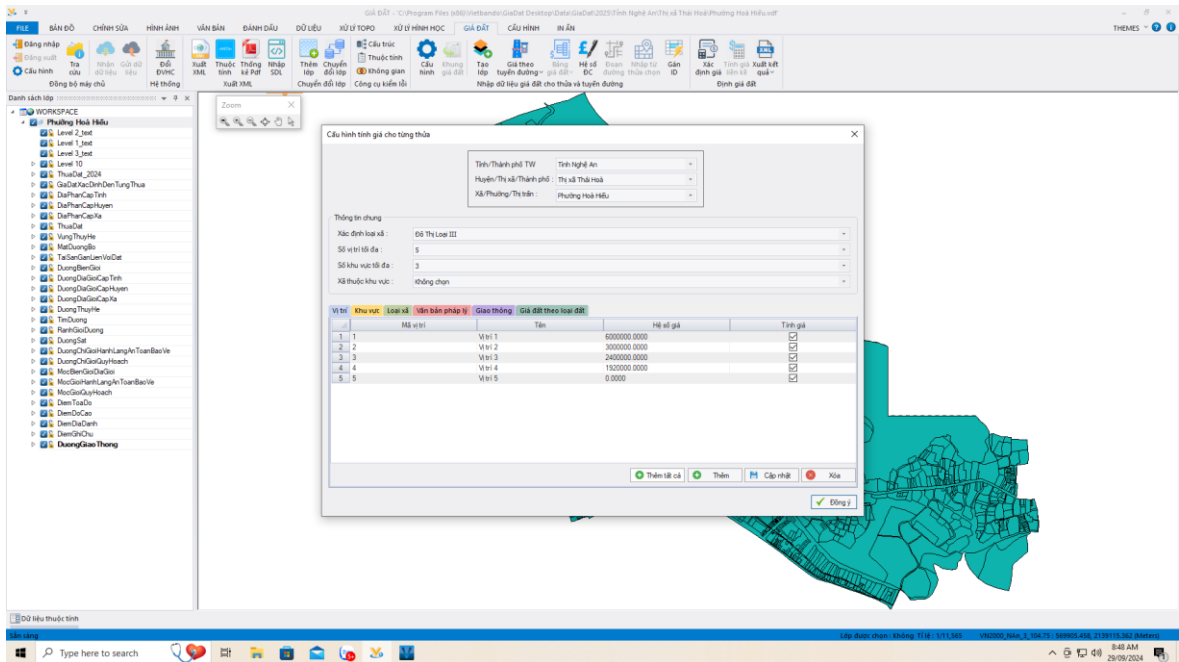 GIÁ ĐẤT - 'C:\Program Files (x86)\Vietbando\GiaDat Desktop\Data\GiaDat\2025\Tỉnh Nghệ An\Thị xã Thái Hoà\Phường Hoà Hiếu.vdf'
FILE BẢN ĐỒ CHỈNH SỬA HÌNH ẢNH VĂN BẢN ĐÁNH DẤU DỮ LIỆU XỬ LÝ TOPO XỬ LÝ HÌNH HỌC GIÁ ĐẤT CẤU HÌNH IN ẤN THEMES
Đăng nhập
Đăng xuất
Cấu hình
Tra cứu
Nhận dữ liệu
Gửi dữ liệu
Đổi ĐVHC
Xuất XML
Thuộc tính
Thống kê Pdf
Nhập SDL
Thêm lớp
Chuyển đổi lớp
Cấu trúc
Thuộc tính
Không gian
Cấu hình
Khung giá đất
Tạo lớp
Giá theo tuyến đường
Bảng giá đất
Hệ số ĐC
Đoạn đường
Nhập từ thửa chọn
Gán ID
Xác định giá
Tính giá liền kề
Xuất kết quả
Đồng bộ máy chủ Hệ thống Xuất XML Chuyển đổi lớp Công cụ kiểm lỗi Nhập dữ liệu giá đất cho thửa và tuyến đường Định giá đất
Danh sách lớp
WORKSPACE
Phường Hoà Hiếu
Level 2_text
Level 1_text
Level 3_text
Level 10
ThuaDat_2024
GiaDatXacDinhDenTungThua
DiaPhanCapTinh
DiaPhanCapHuyen
DiaPhanCapXa
ThuaDat
VungThuyHe
MatDuongBo
TaiSanGanLienVoiDat
DuongBienGioi
DuongDiaGioiCapTinh
DuongDiaGioiCapHuyen
DuongDiaGioiCapXa
DuongThuyHe
TimDuong
RanhGioiDuong
DuongSat
DuongChiGioiHanhLangAnToanBaoVe
DuongChiGioiQuyHoach
MocBienGioiDiaGioi
MocGioiHanhLangAnToanBaoVe
MocGioiQuyHoach
DiemToaDo
DiemDoCao
DiemDiaDanh
DiemGhiChu
DuongGiaoThong
Zoom
Cấu hình tính giá cho từng thửa
Tỉnh/Thành phố TW Tỉnh Nghệ An
Huyện/Thị xã/Thành phố : Thị xã Thái Hoà
Xã/Phường/Thị trấn : Phường Hoà Hiếu
Thông tin chung
Xác định loại xã : Đô Thị Loại III
Số vị trí tối đa : 5
Số khu vực tối đa : 3
Xã thuộc khu vực : Không chọn
Vị trí Khu vực Loại xã Văn bản pháp lý Giao thông Giá đất theo loại đất
Mã vị trí Tên Hệ số giá Tính giá
1 1 Vị trí 1 6000000.0000
2 2 Vị trí 2 3000000.0000
3 3 Vị trí 3 2400000.0000
4 4 Vị trí 4 1920000.0000
5 5 Vị trí 5 0.0000
Thêm tất cả Thêm Cập nhật Xóa
Đồng ý
Dữ liệu thuộc tính
Sẵn sàng Lớp được chọn : Không Tỉ lệ : 1/11,565 VN2000_NAn_3_104.75 : 569905.458, 2139115.362 (Meters)
Type here to search
8:48 AM
29/09/2024